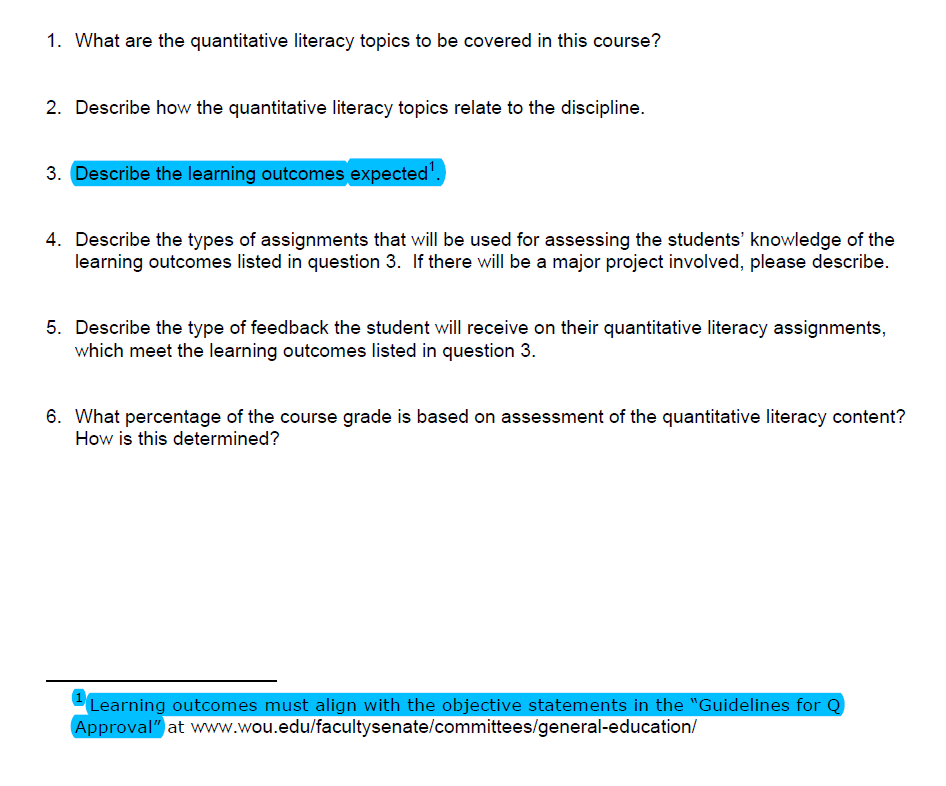 1. What are the quantitative literacy topics to be covered in this course?
2. Describe how the quantitative literacy topics relate to the discipline.
3. Describe the learning outcomes expected¹.
4. Describe the types of assignments that will be used for assessing the students’ knowledge of the
learning outcomes listed in question 3.  If there will be a major project involved, please describe.
5. Describe the type of feedback the student will receive on their quantitative literacy assignments,
which meet the learning outcomes listed in question 3.
6. What percentage of the course grade is based on assessment of the quantitative literacy content?
How is this determined?
¹ Learning outcomes must align with the objective statements in the “Guidelines for Q
Approval” at www.wou.edu/facultysenate/committees/general-education/